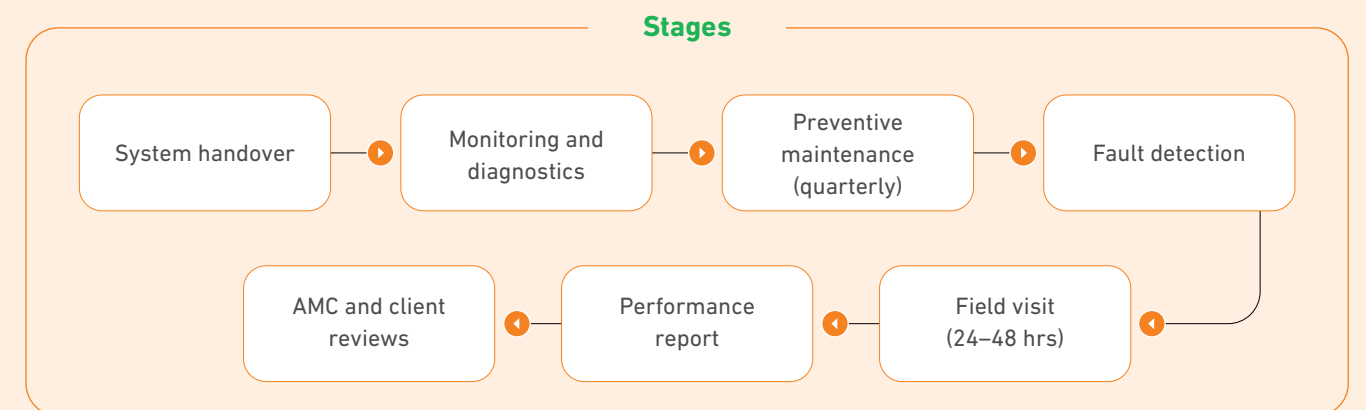 Stages
System handover
Monitoring and
diagnostics
Preventive
maintenance
(quarterly)
Fault detection
Field visit
(24–48 hrs)
Performance
report
AMC and client
reviews